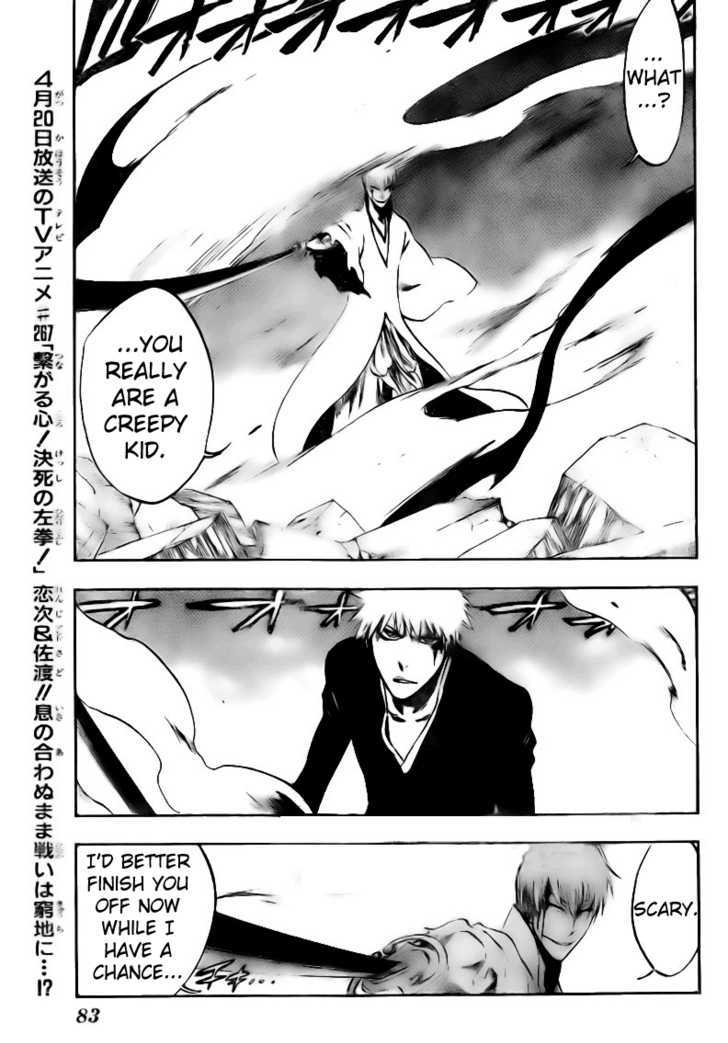 ...
WHAT
...?
...YOU
REALLY
ARE A
CREEPY
KID.
SCARY.
I'D BETTER
FINISH YOU
OFF NOW
WHILE I
HAVE A
CHANCE...
4月20日放送のTVアニメ#267「繋がる心!決死の左拳!」恋次&佐渡!!息の合わぬまま戦いは窮地に…!?
83